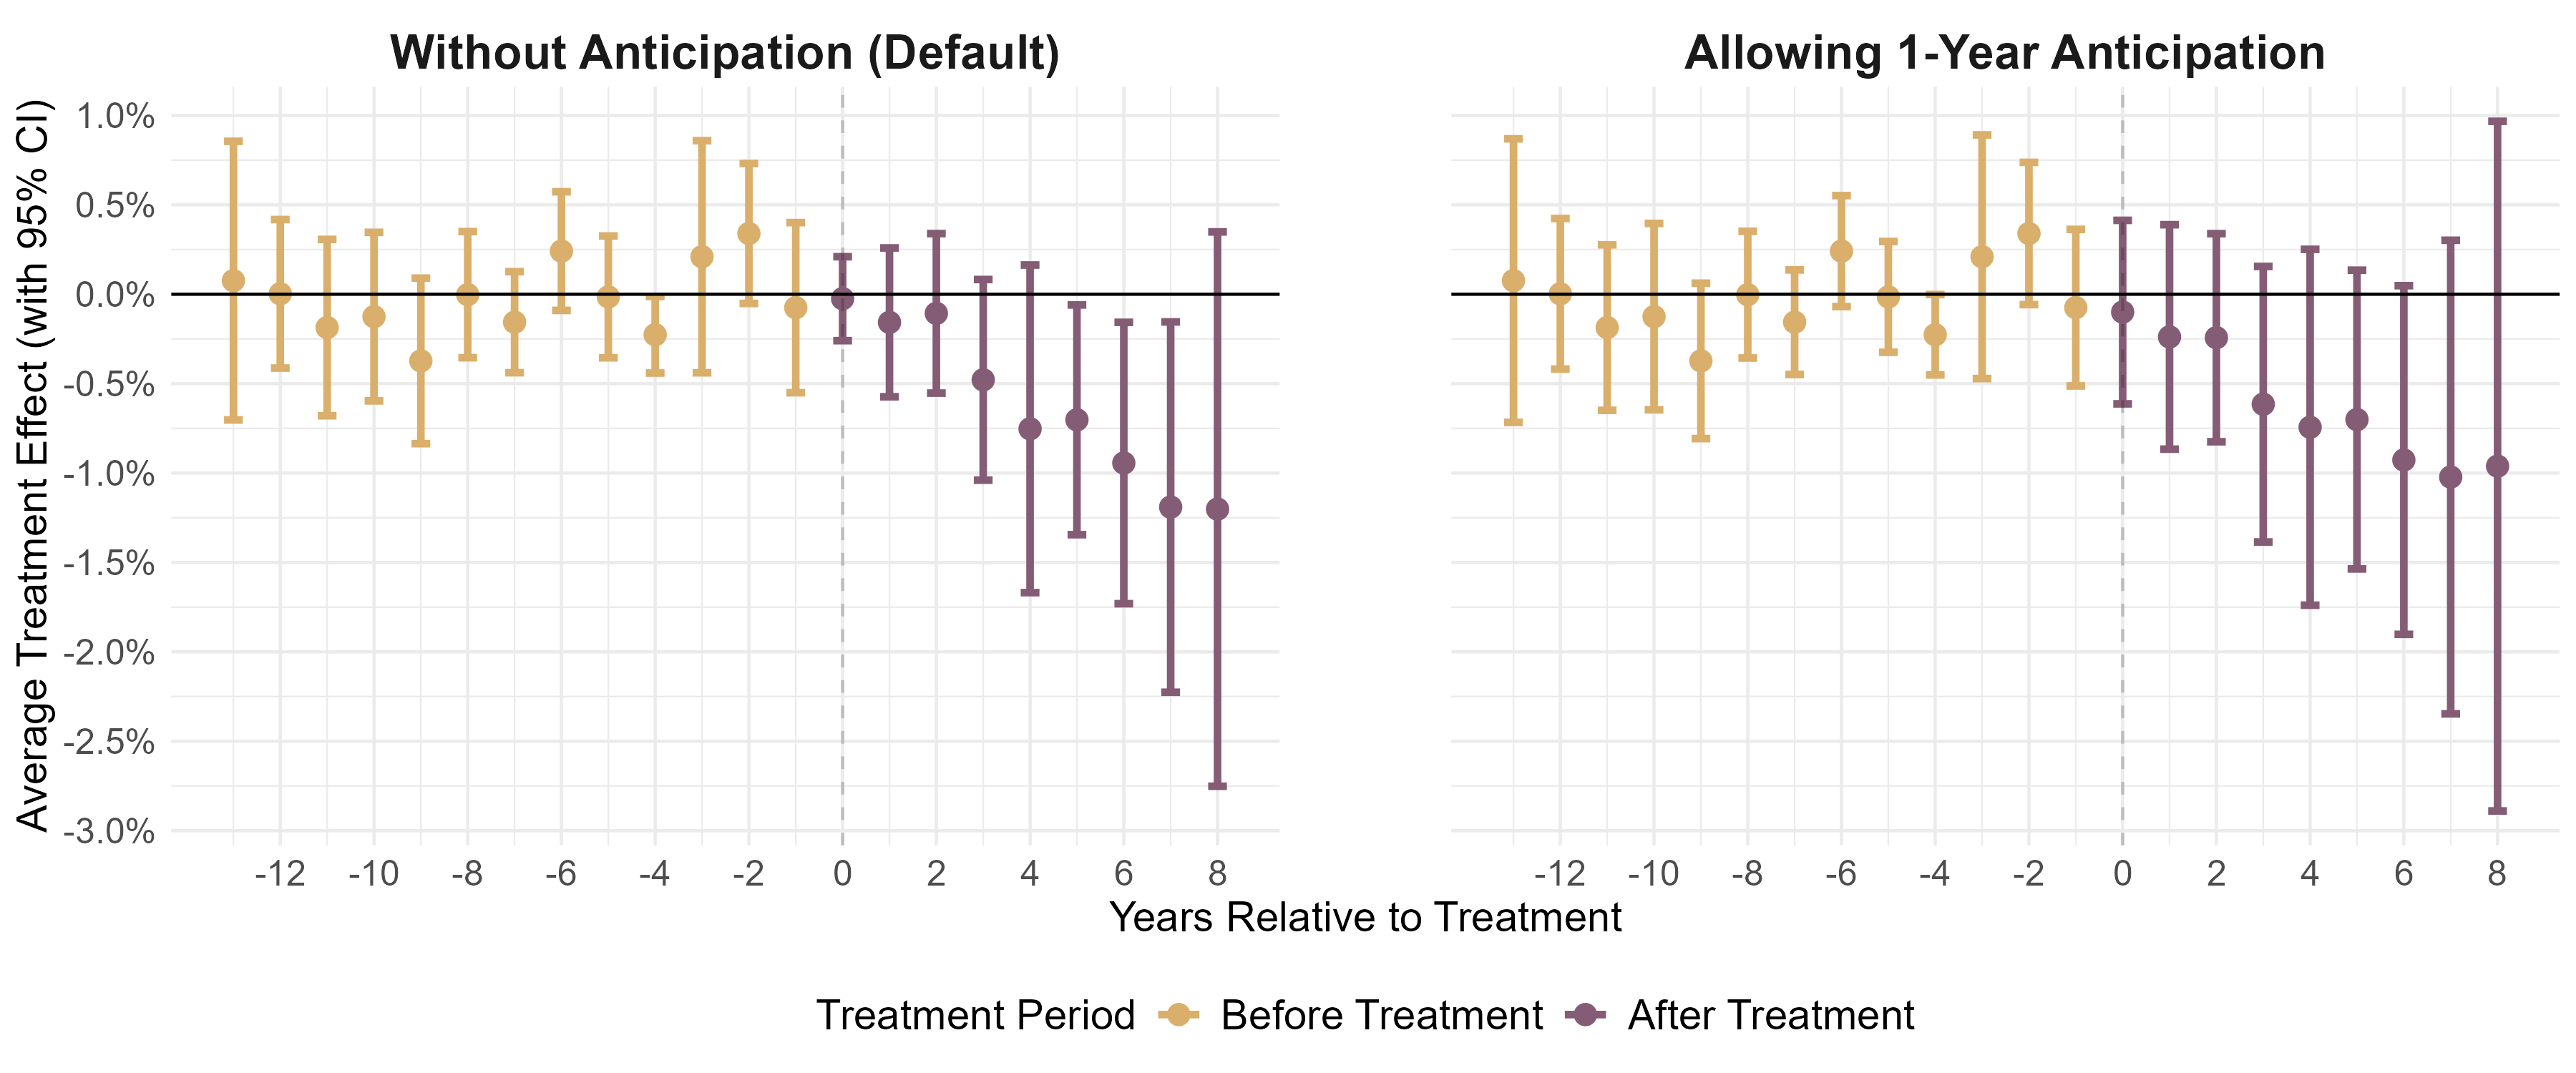 Without Anticipation (Default)
Allowing 1-Year Anticipation
Average Treatment Effect (with 95% CI)
1.0%
0.5%
0.0%
-0.5%
-1.0%
-1.5%
-2.0%
-2.5%
-3.0%
-12 -10 -8 -6 -4 -2 0 2 4 6 8
-12 -10 -8 -6 -4 -2 0 2 4 6 8
Years Relative to Treatment
Treatment Period Before Treatment After Treatment